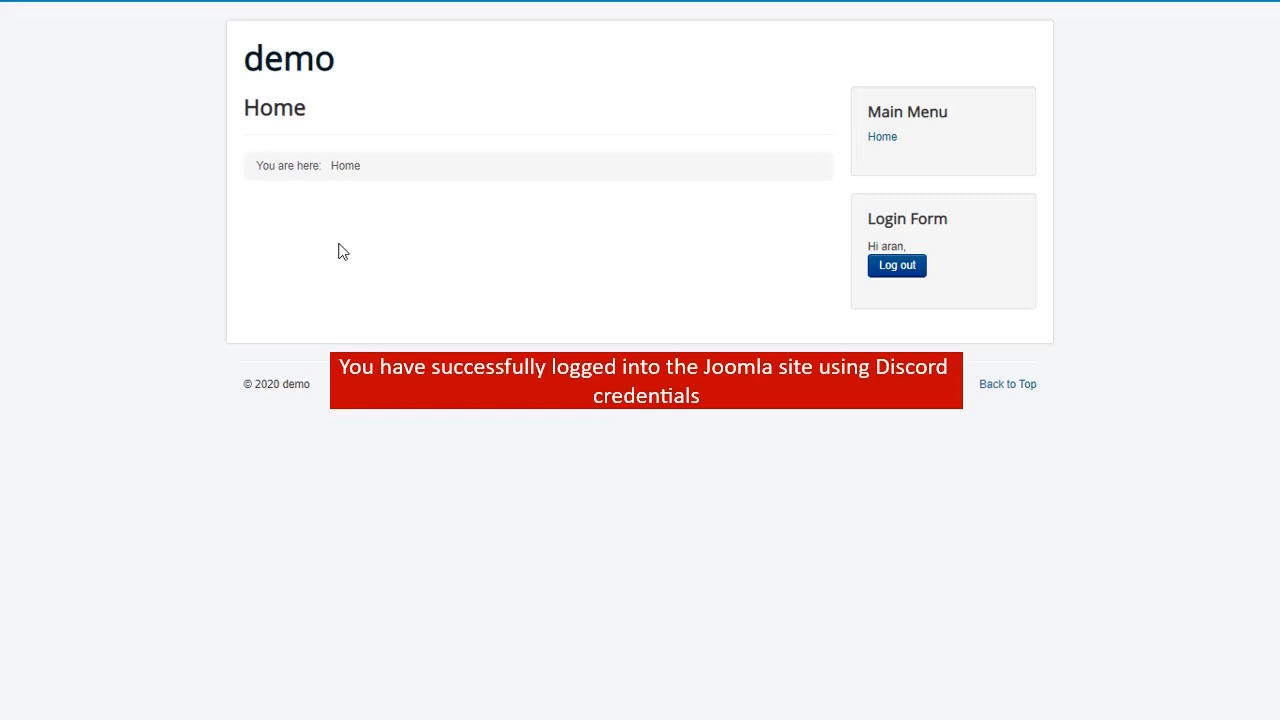 demo
Home
You are here: Home
Main Menu
Home
Login Form
Hi aran,
Log out
You have successfully logged into the Joomla site using Discord
credentials
© 2020 demo
Back to Top